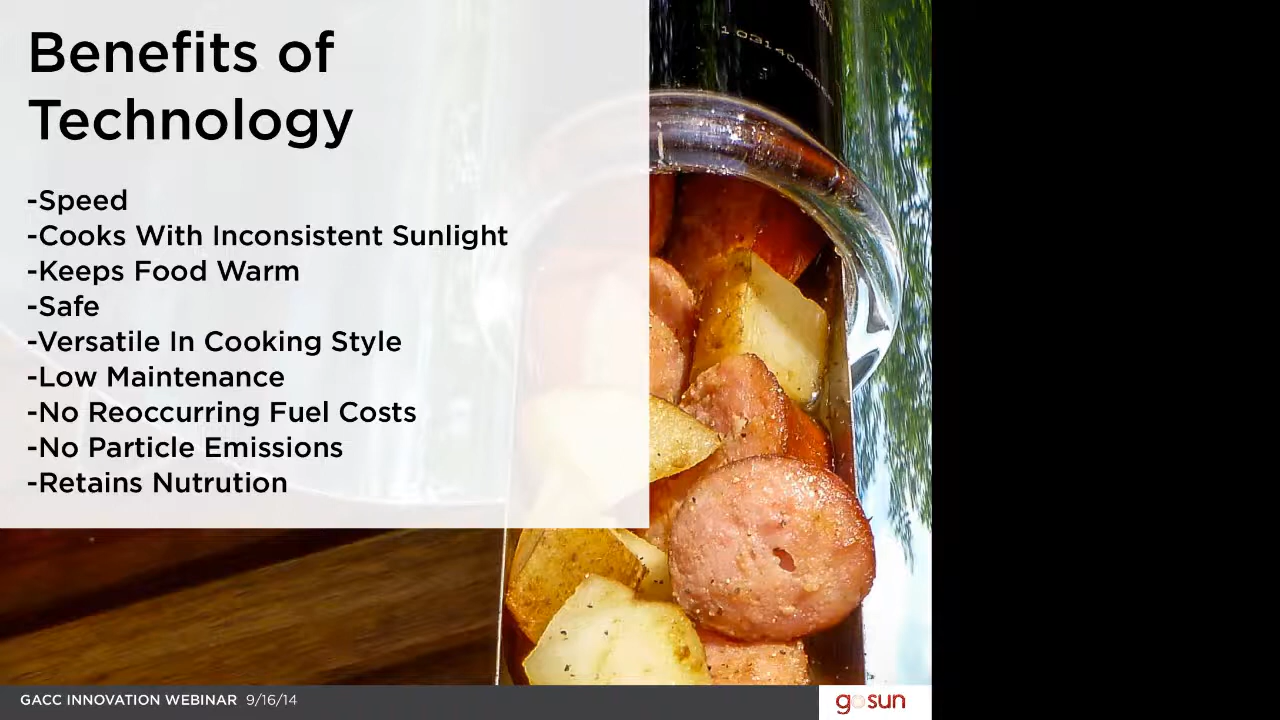 Benefits of
Technology
-Speed
-Cooks With Inconsistent Sunlight
-Keeps Food Warm
-Safe
-Versatile In Cooking Style
-Low Maintenance
-No Reoccurring Fuel Costs
-No Particle Emissions
-Retains Nutrution
GACC INNOVATION WEBINAR 9/16/14
gosun